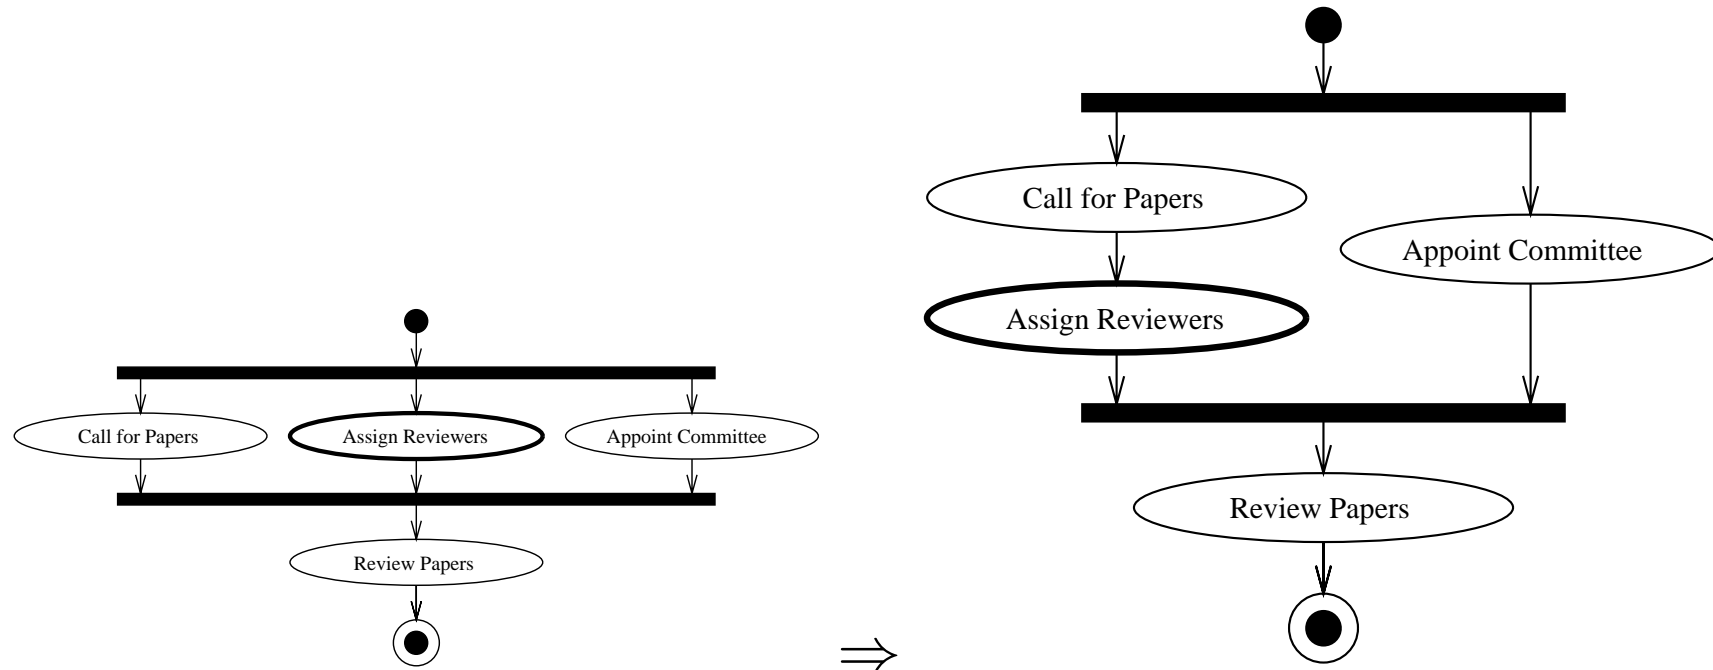 Call for Papers
Assign Reviewers
Appoint Committee
Review Papers
⇒
Call for Papers
Appoint Committee
Assign Reviewers
Review Papers